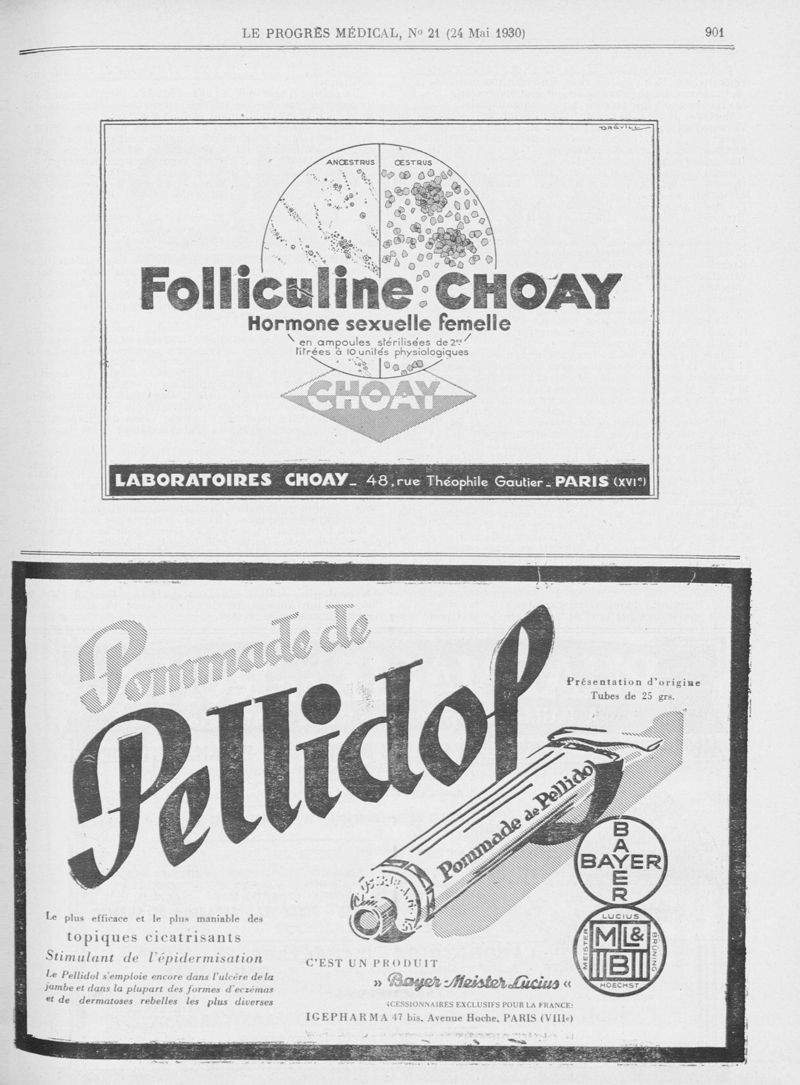 LE PROGRÈS MÉDICAL, No 21 (24 Mai 1930) 901
DRÉVILL
ANŒSTRUS ŒSTRUS
Folliculine CHOAY
Hormone sexuelle femelle
en ampoules stérilisées de 2cc
titrées à 10 unités physiologiques
CHOAY
LABORATOIRES CHOAY_ 48, rue Théophile Gautier_ PARIS (XVIe)
Pommade de
Pellidol
Présentation d'origine
Tubes de 25 grs.
Pommade de Pellidol
BAYER
BAYER
LUCIUS
MEISTER
ML&
B
BRÜNING
HOECHST
Le plus efficace et le plus maniable des
topiques cicatrisants
Stimulant de l'épidermisation
Le Pellidol s'emploie encore dans l'ulcère de la
jambe et dans la plupart des formes d'eczémas
et de dermatoses rebelles les plus diverses
C'EST UN PRODUIT
» Bayer-Meister-Lucius «
CESSIONNAIRES EXCLUSIFS POUR LA FRANCE:
IGEPHARMA 47 bis, Avenue Hoche, PARIS (VIIIe)